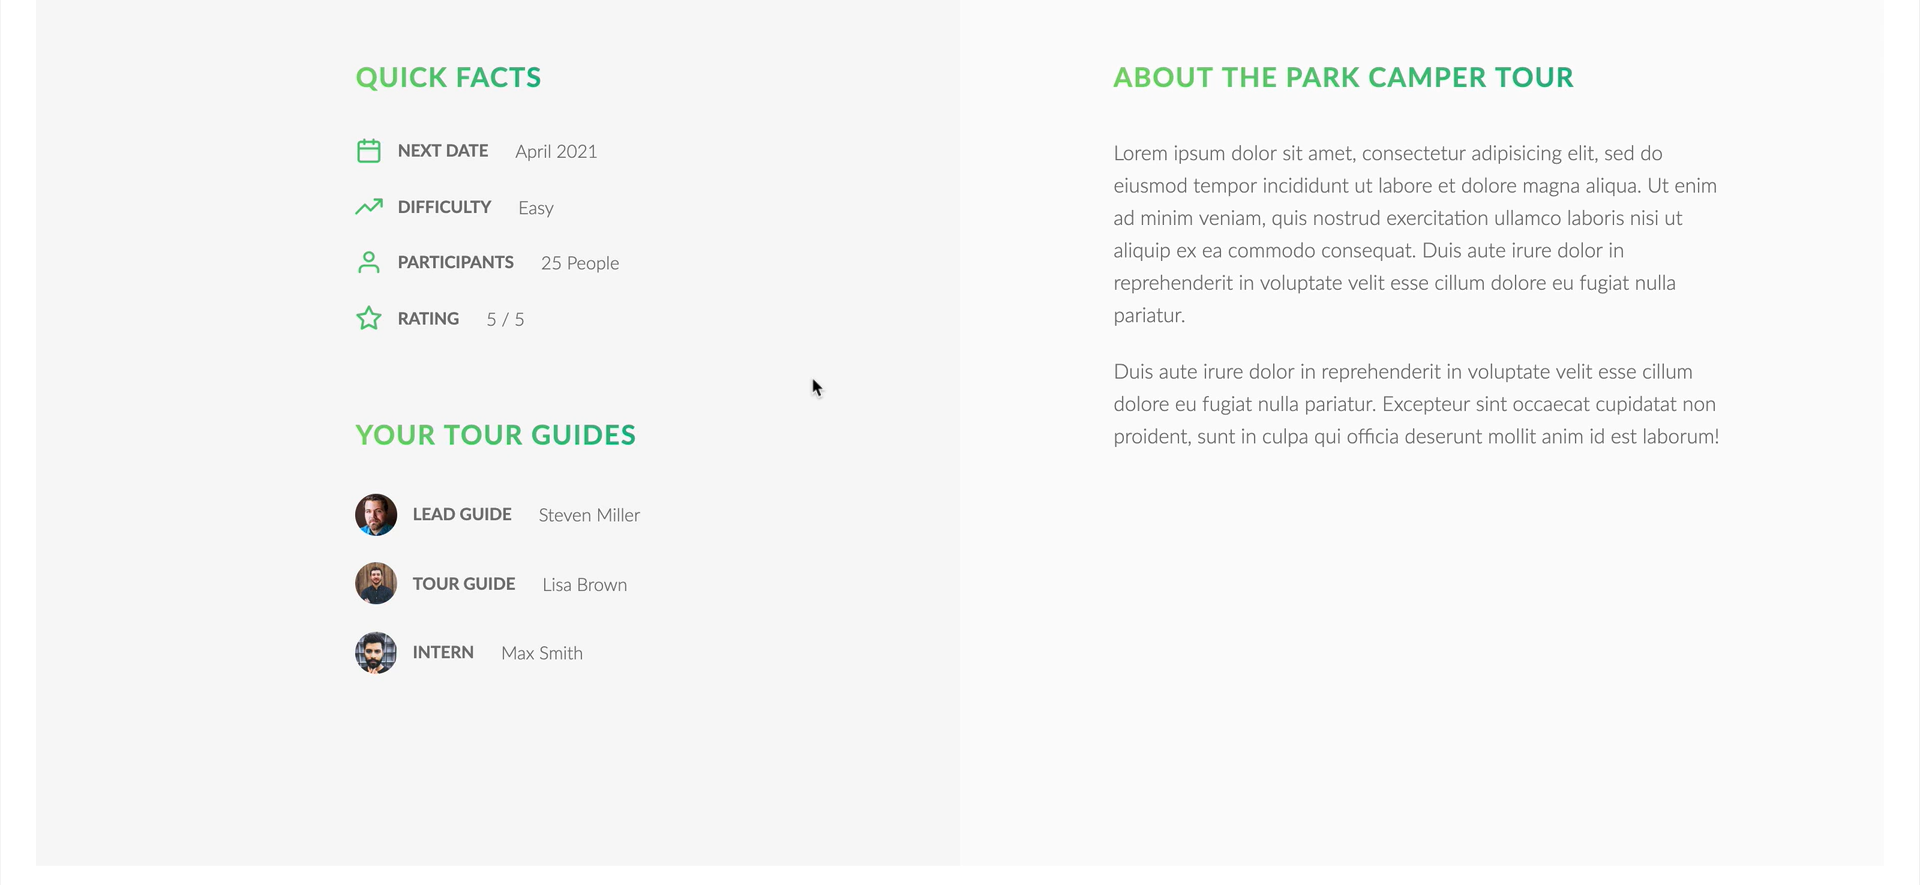 QUICK FACTS
NEXT DATE April 2021
DIFFICULTY Easy
PARTICIPANTS 25 People
RATING 5 / 5
YOUR TOUR GUIDES
LEAD GUIDE Steven Miller
TOUR GUIDE Lisa Brown
INTERN Max Smith
ABOUT THE PARK CAMPER TOUR
Lorem ipsum dolor sit amet, consectetur adipisicing elit, sed do
eiusmod tempor incididunt ut labore et dolore magna aliqua. Ut enim
ad minim veniam, quis nostrud exercitation ullamco laboris nisi ut
aliquip ex ea commodo consequat. Duis aute irure dolor in
reprehenderit in voluptate velit esse cillum dolore eu fugiat nulla
pariatur.
Duis aute irure dolor in reprehenderit in voluptate velit esse cillum
dolore eu fugiat nulla pariatur. Excepteur sint occaecat cupidatat non
proident, sunt in culpa qui officia deserunt mollit anim id est laborum!